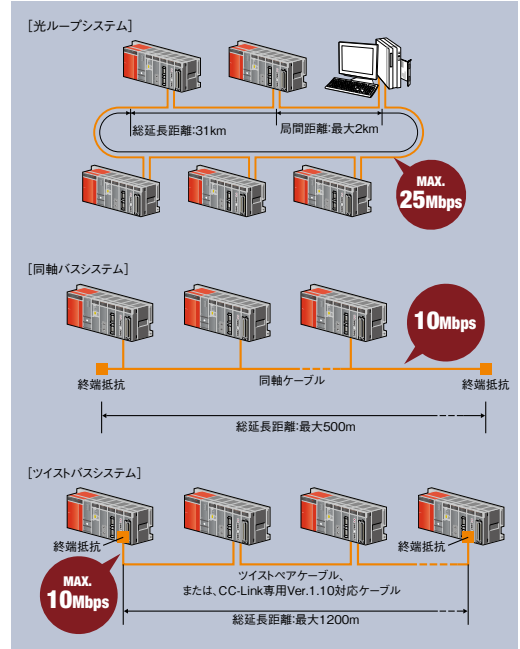 [光ループシステム]
総延長距離:31km
局間距離:最大2km
MAX.
25Mbps
[同軸バスシステム]
10Mbps
終端抵抗
同軸ケーブル
終端抵抗
総延長距離:最大500m
[ツイストバスシステム]
終端抵抗
終端抵抗
MAX.
10Mbps
ツイストペアケーブル、
または、CC-Link専用Ver.1.10対応ケーブル
総延長距離:最大1200m